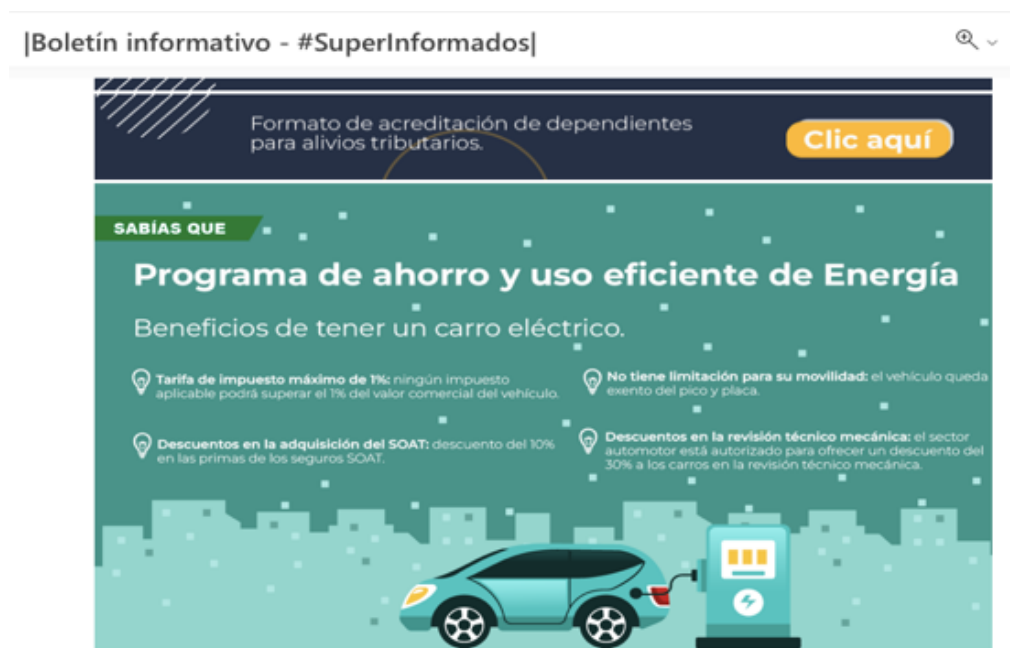 |Boletín informativo - #SuperInformados|
Formato de acreditación de dependientes
para alivios tributarios.
Clic aquí
SABÍAS QUE
Programa de ahorro y uso eficiente de Energía
Beneficios de tener un carro eléctrico.
Tarifa de impuesto máximo de 1%: ningún impuesto
aplicable podrá superar el 1% del valor comercial del vehículo.
No tiene limitación para su movilidad: el vehículo queda
exento del pico y placa.
Descuentos en la adquisición del SOAT: descuento del 10%
en las primas de los seguros SOAT.
Descuentos en la revisión técnico mecánica: el sector
automotor está autorizado para ofrecer un descuento del
30% a los carros en la revisión técnico mecánica.